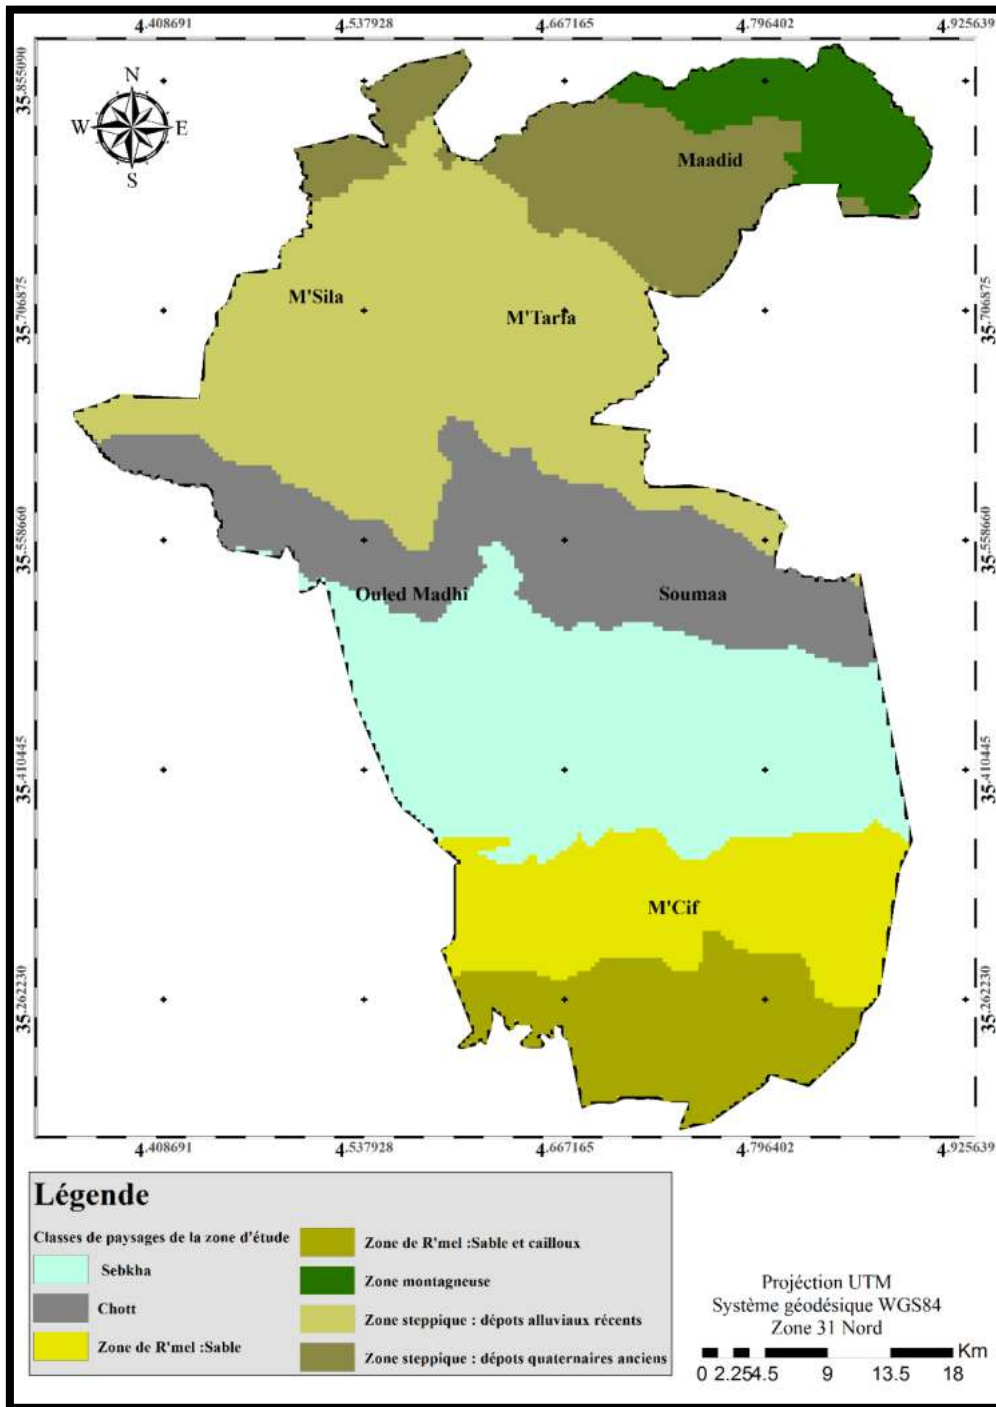 4.408691 4.537928 4.667165 4.796402 4.925639
35.855090
35.706875 35.706875
35.558660 35.558660
35.410445 35.410445
35.262230 35.262230
N
W E
S
Maadid
M'Sila
M'Tarfa
Ouled Madhi
Soumaa
M'Cif
4.408691 4.537928 4.667165 4.796402 4.925639
Légende
Classes de paysages de la zone d'étude
Sebkha
Chott
Zone de R'mel :Sable
Zone de R'mel :Sable et cailloux
Zone montagneuse
Zone steppique : dépots alluviaux récents
Zone steppique : dépots quaternaires anciens
Projéction UTM
Système géodésique WGS84
Zone 31 Nord
Km
0 2.25 4.5 9 13.5 18